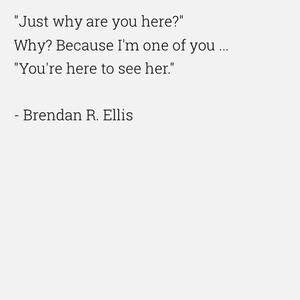 "Just why are you here?"
Why? Because I'm one of you ...
"You're here to see her."
- Brendan R. Ellis